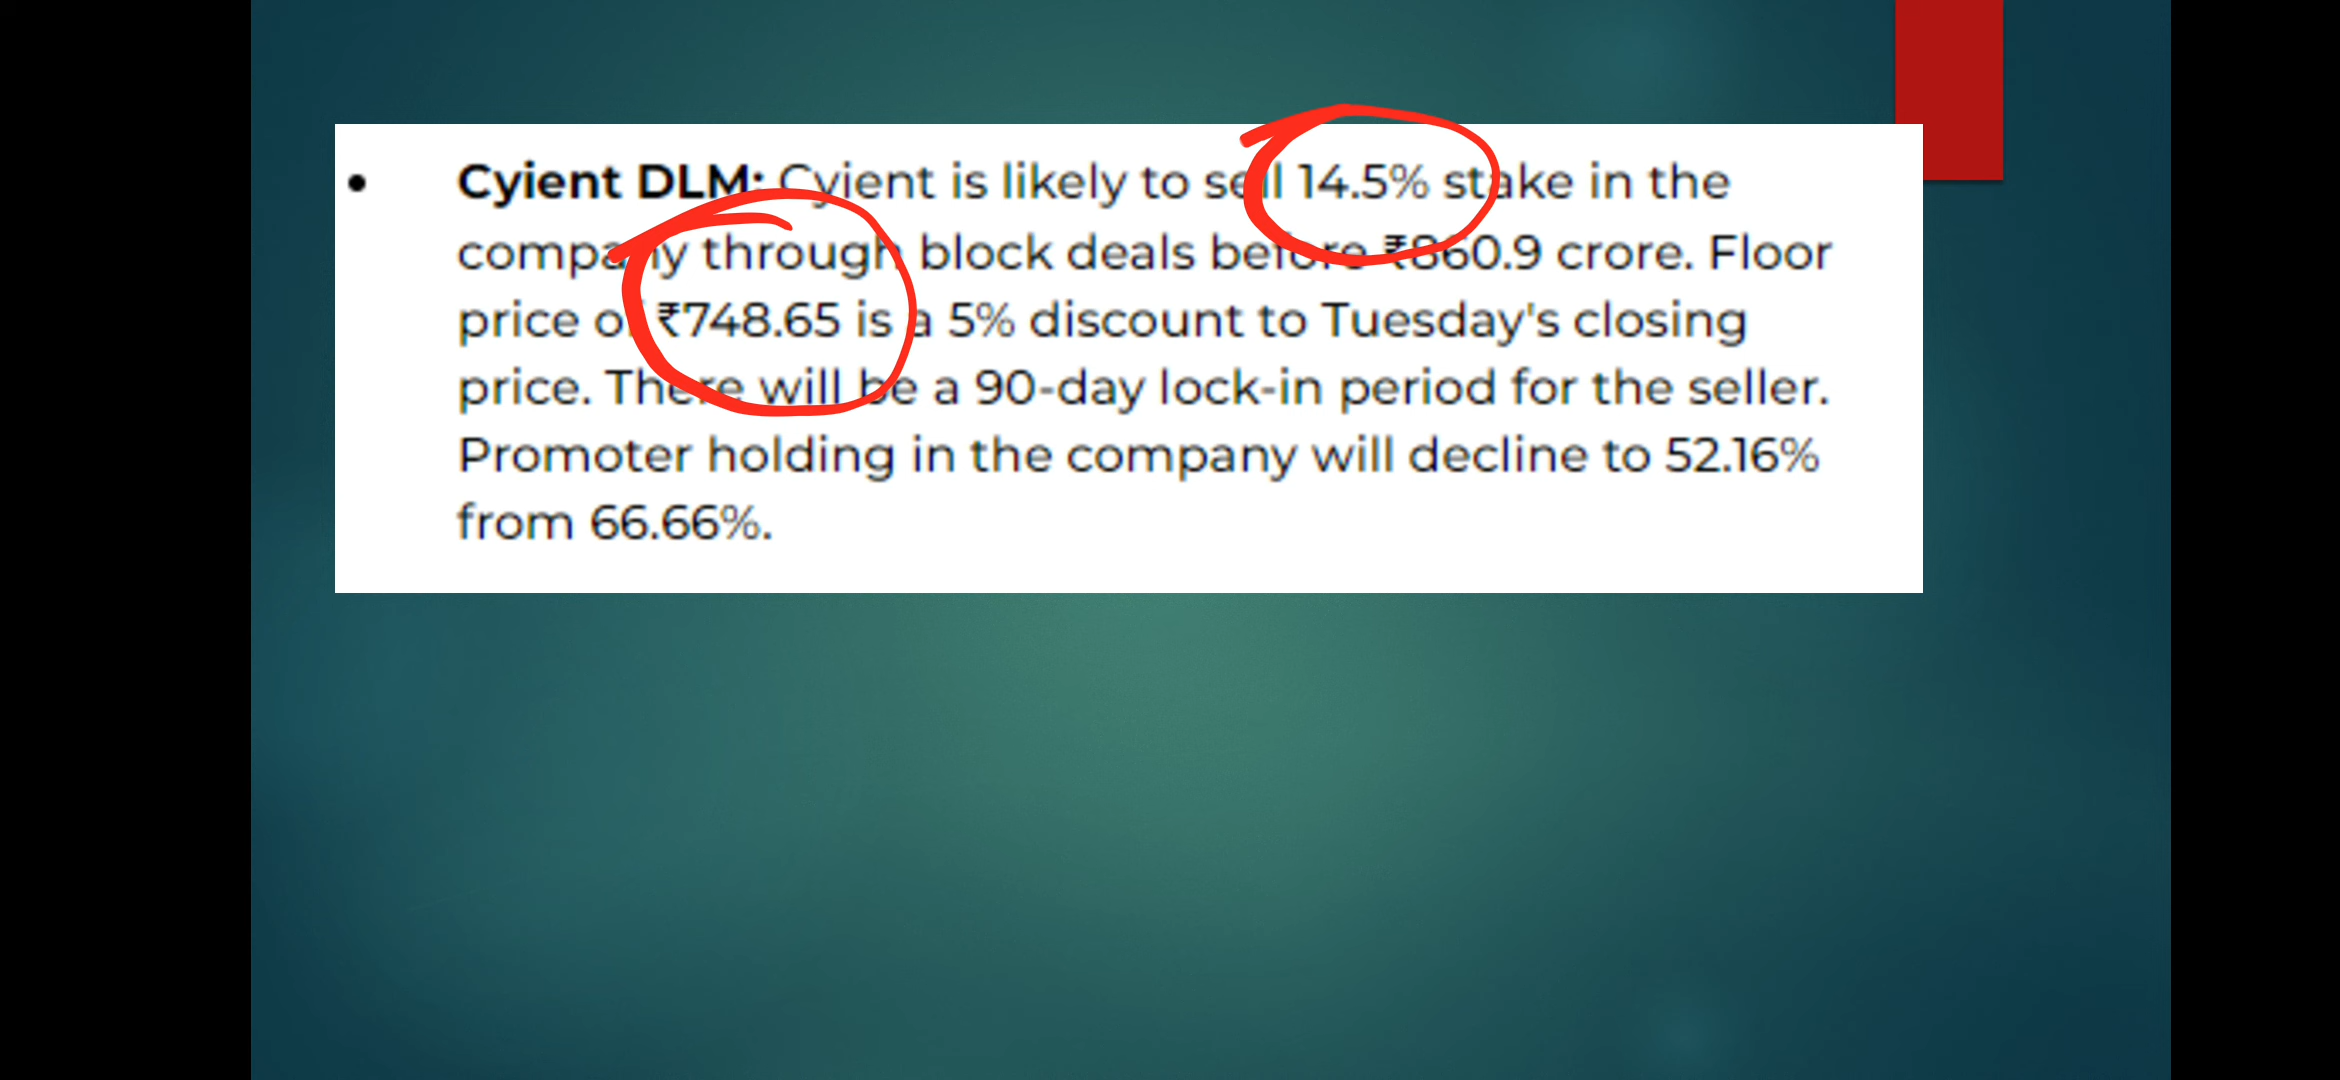 • Cyient DLM: Cyient is likely to sell 14.5% stake in the
company through block deals before ₹860.9 crore. Floor
price of ₹748.65 is a 5% discount to Tuesday's closing
price. There will be a 90-day lock-in period for the seller.
Promoter holding in the company will decline to 52.16%
from 66.66%.